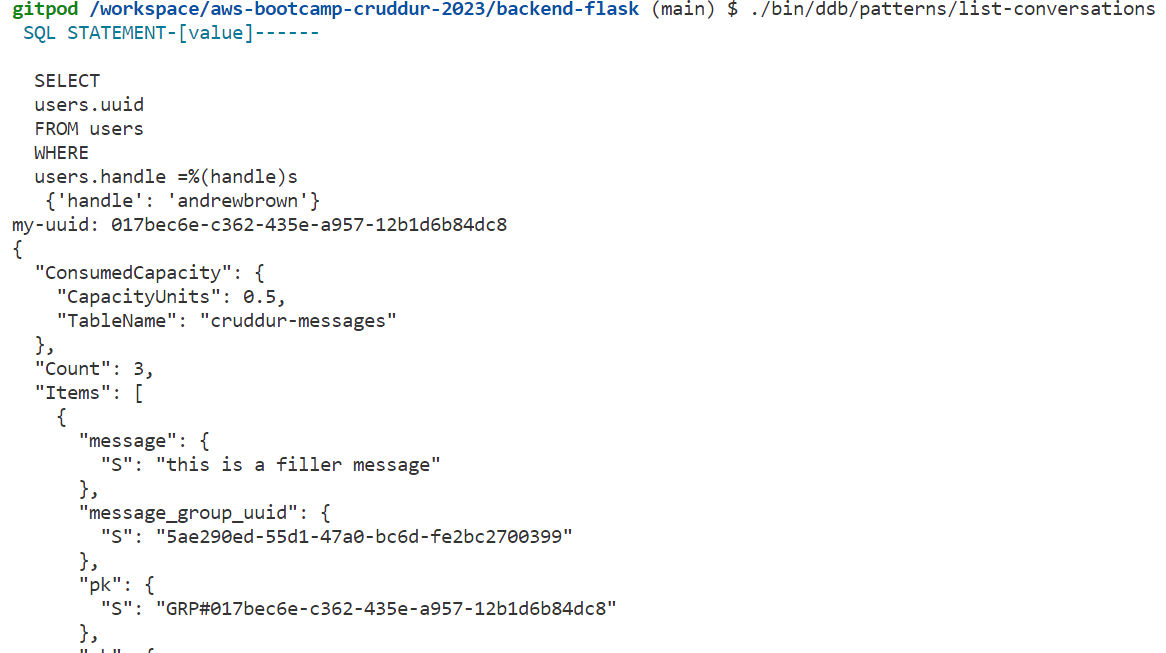 gitpod /workspace/aws-bootcamp-cruddur-2023/backend-flask (main) $ ./bin/ddb/patterns/list-conversations
SQL STATEMENT-[value]------
SELECT
users.uuid
FROM users
WHERE
users.handle =%(handle)s
{'handle': 'andrewbrown'}
my-uuid: 017bec6e-c362-435e-a957-12b1d6b84dc8
{
"ConsumedCapacity": {
"CapacityUnits": 0.5,
"TableName": "cruddur-messages"
},
"Count": 3,
"Items": [
{
"message": {
"S": "this is a filler message"
},
"message_group_uuid": {
"S": "5ae290ed-55d1-47a0-bc6d-fe2bc2700399"
},
"pk": {
"S": "GRP#017bec6e-c362-435e-a957-12b1d6b84dc8"
},